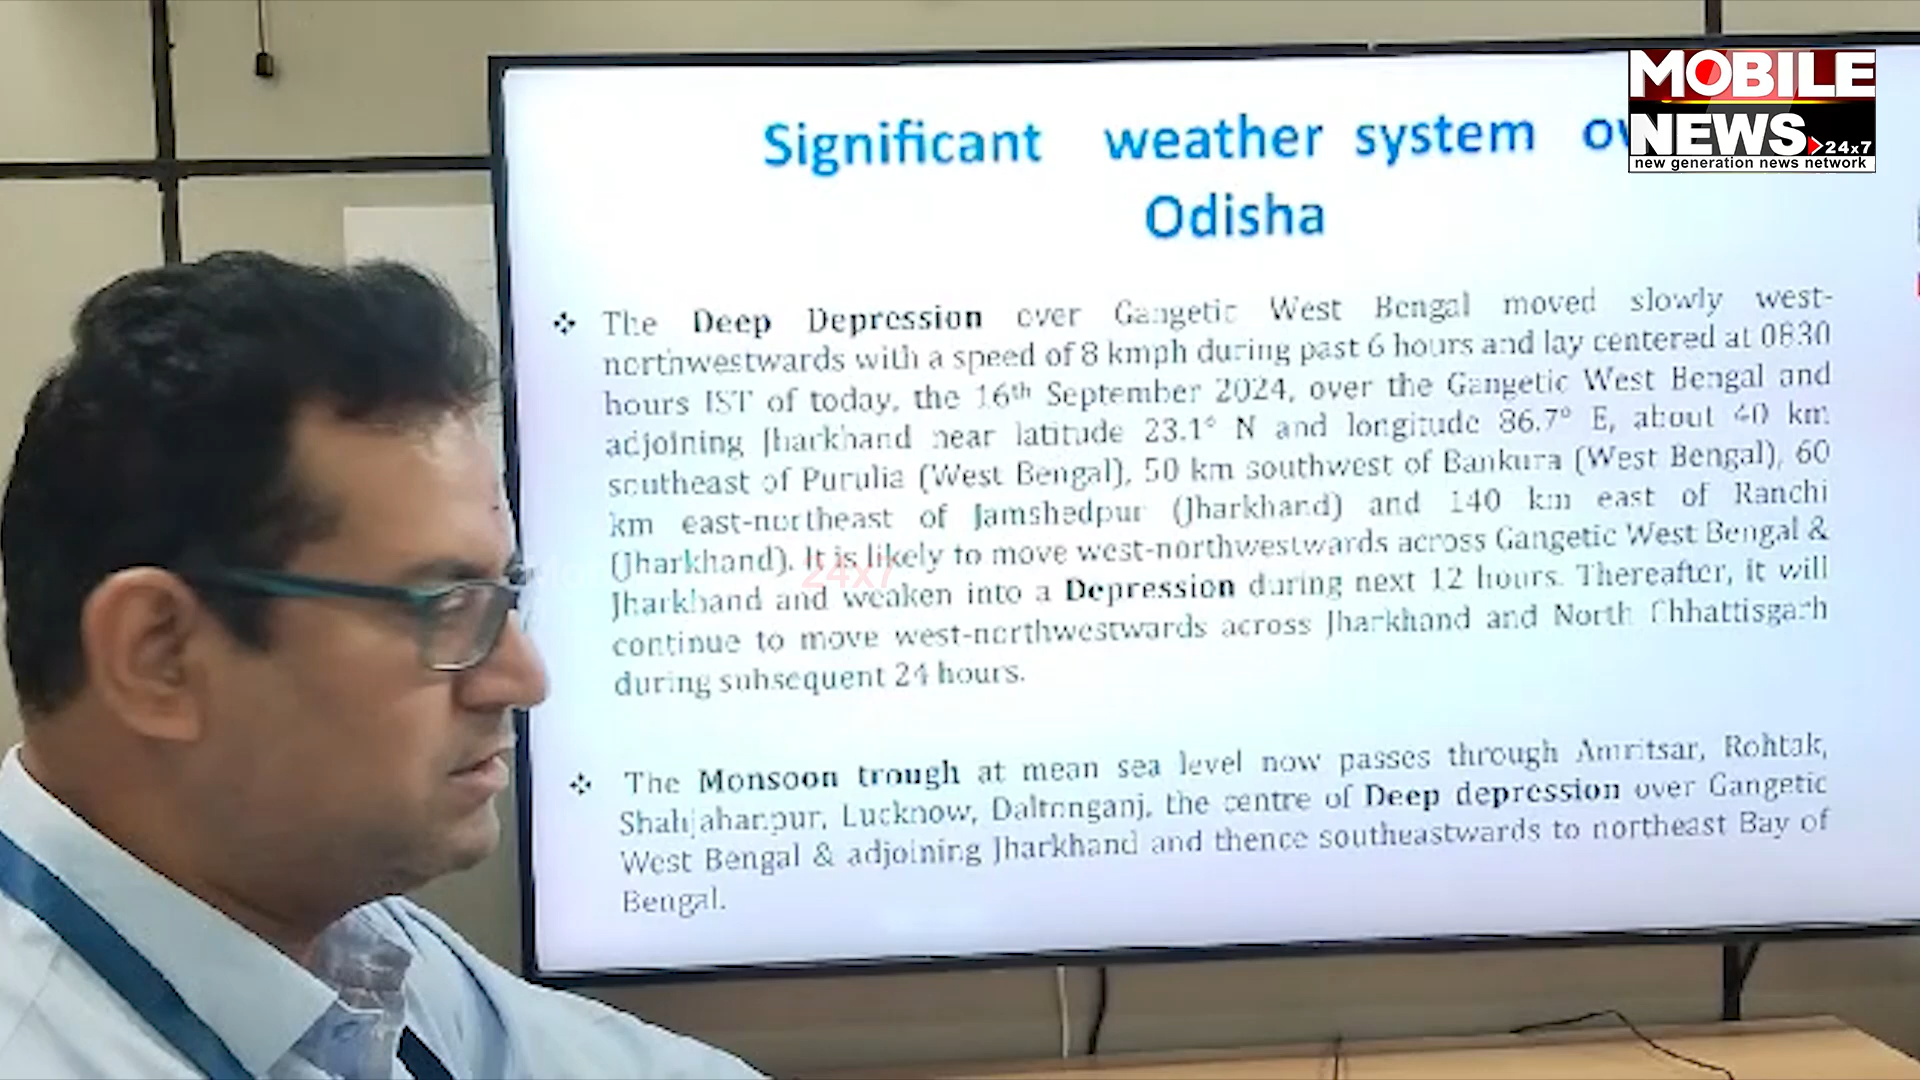 MOBILE
NEWS 24x7
new generation news network
Significant weather system ov
Odisha
❖ The Deep Depression over Gangetic West Bengal moved slowly west-
northwestwards with a speed of 8 kmph during past 6 hours and lay centered at 0830
hours IST of today, the 16th September 2024, over the Gangetic West Bengal and
adjoining Jharkhand near latitude 23.1° N and longitude 86.7° E, about 40 km
southeast of Purulia (West Bengal), 50 km southwest of Bankura (West Bengal), 60
km east-northeast of Jamshedpur (Jharkhand) and 140 km east of Ranchi
(Jharkhand). It is likely to move west-northwestwards across Gangetic West Bengal &
Jharkhand and weaken into a Depression during next 12 hours. Thereafter, it will
continue to move west-northwestwards across Jharkhand and North Chhattisgarh
during subsequent 24 hours.
❖ The Monsoon trough at mean sea level now passes through Amritsar, Rohtak,
Shahjahanpur, Lucknow, Daltonganj, the centre of Deep depression over Gangetic
West Bengal & adjoining Jharkhand and thence southeastwards to northeast Bay of
Bengal.
24x7